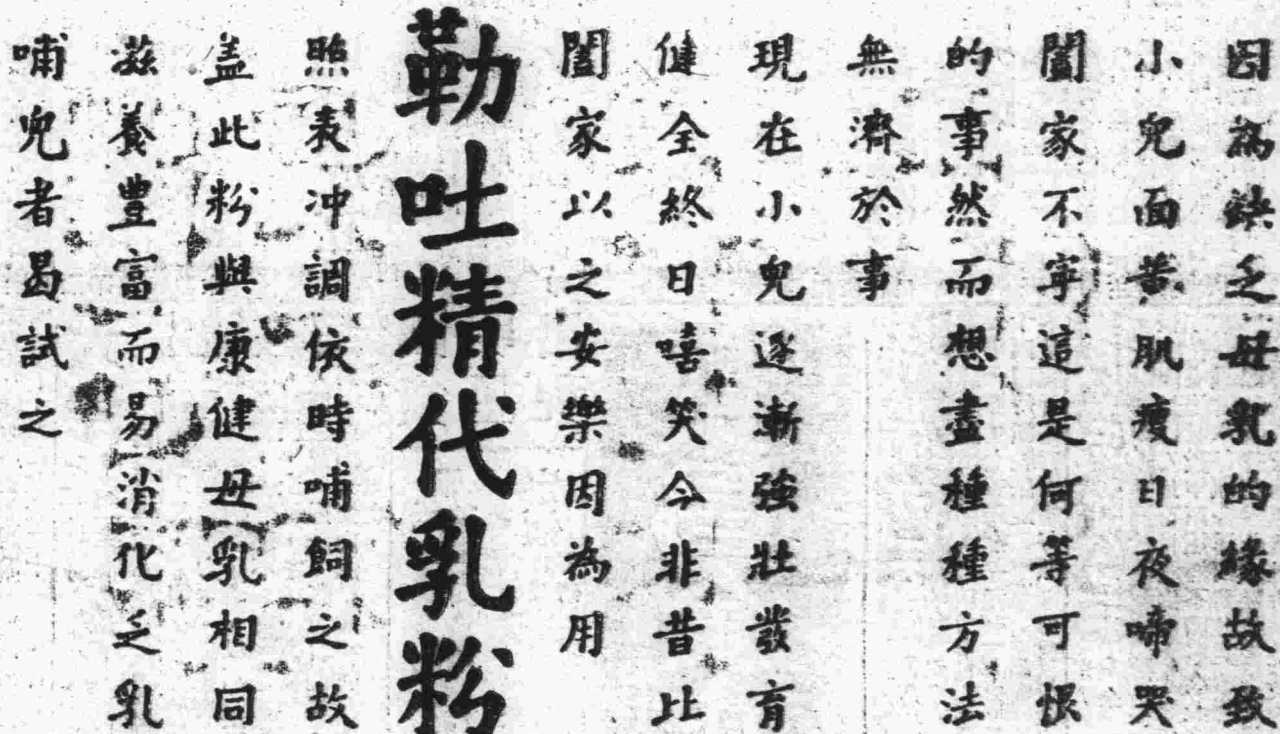 因為缺乏母乳的緣故致
小兒面黃肌瘦日夜啼哭
闔家不寧這是何等可恨
的事然而想盡種種方法
無濟於事
現在小兒逐漸強壯發育
健全終日嘻笑今非昔比
闔家以之安樂因為用
勒吐精代乳粉
照表冲調依時哺飼之故
盖此粉與康健母乳相同
滋養豊富而易消化乏乳
哺兒者曷試之